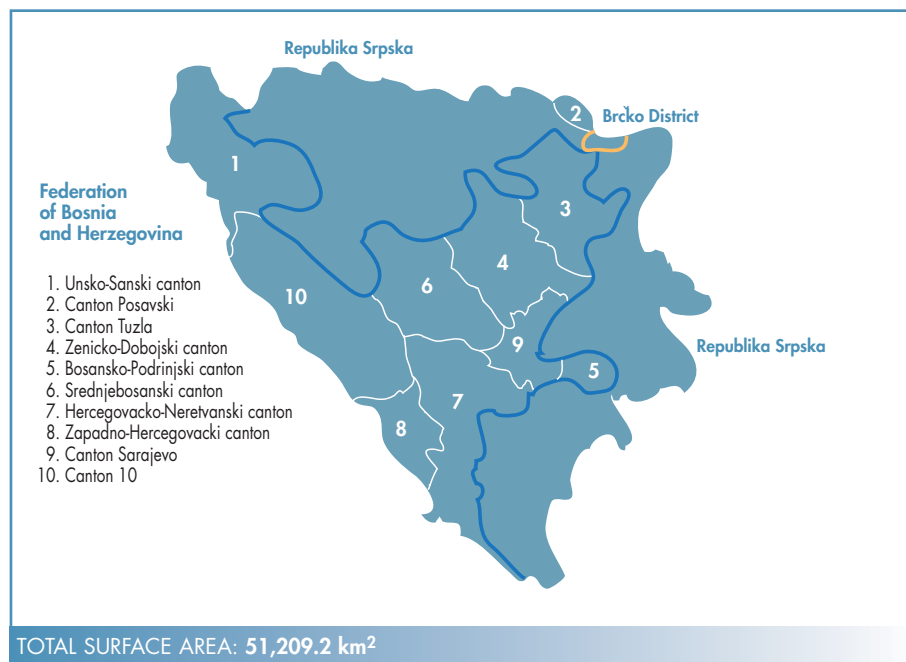 Republika Srpska
2
Brčko District
1
3
Federation
of Bosnia
and Herzegovina
4
1. Unsko-Sanski canton
2. Canton Posavski
3. Canton Tuzla
4. Zenicko-Dobojski canton
5. Bosansko-Podrinjski canton
6. Srednjebosanski canton
7. Hercegovacko-Neretvanski canton
8. Zapadno-Hercegovacki canton
9. Canton Sarajevo
10. Canton 10
10
6
9
Republika Srpska
5
7
8
TOTAL SURFACE AREA: 51,209.2 km²